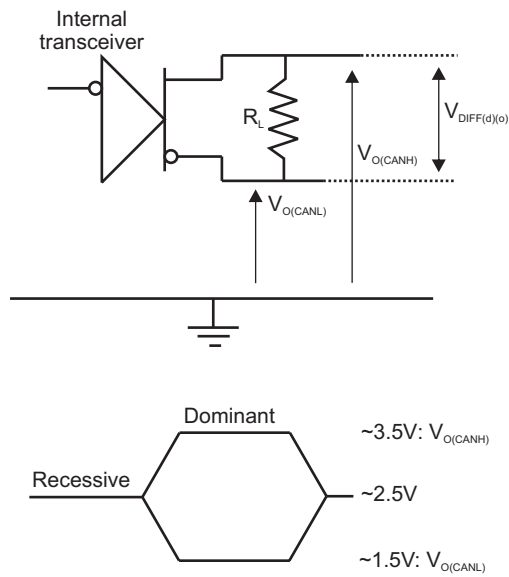 Internal
transceiver
R_L
V_DIFF(d)(o)
V_O(CANH)
V_O(CANL)
Dominant
~3.5V: V_O(CANH)
Recessive
~2.5V
~1.5V: V_O(CANL)